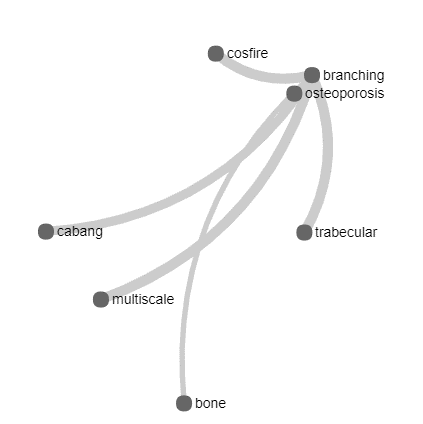 cosfire
branching
osteoporosis
cabang
trabecular
multiscale
bone